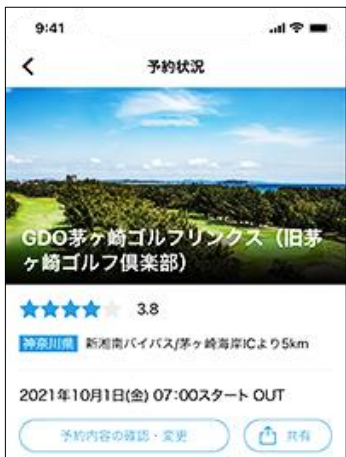 9:41
予約状況
GDO茅ヶ崎ゴルフリンクス（旧茅
ヶ崎ゴルフ倶楽部）
3.8
神奈川県 新湘南バイパス/茅ヶ崎海岸ICより5km
2021年10月1日(金) 07:00スタート OUT
予約内容の確認・変更 共有